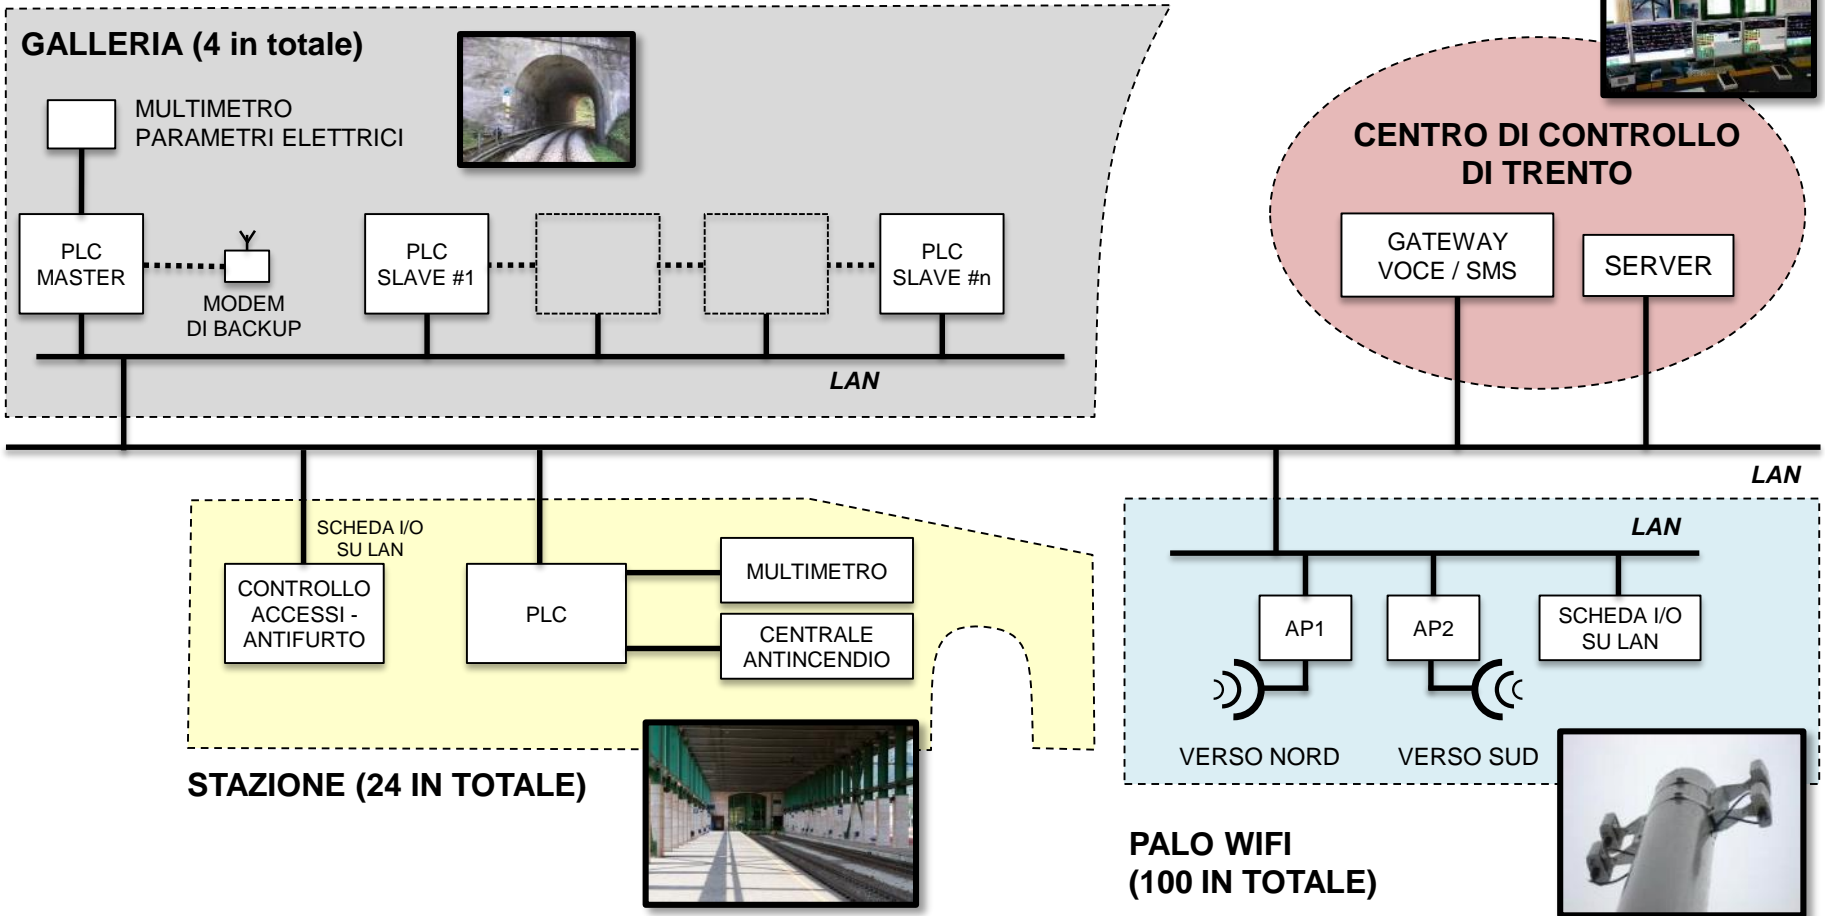 GALLERIA (4 in totale)
MULTIMETRO
PARAMETRI ELETTRICI
PLC
MASTER
MODEM
DI BACKUP
PLC
SLAVE #1
PLC
SLAVE #n
LAN
CENTRO DI CONTROLLO
DI TRENTO
GATEWAY
VOCE / SMS
SERVER
LAN
SCHEDA I/O
SU LAN
CONTROLLO
ACCESSI -
ANTIFURTO
PLC
MULTIMETRO
CENTRALE
ANTINCENDIO
STAZIONE (24 IN TOTALE)
LAN
AP1
AP2
SCHEDA I/O
SU LAN
VERSO NORD
VERSO SUD
PALO WIFI
(100 IN TOTALE)